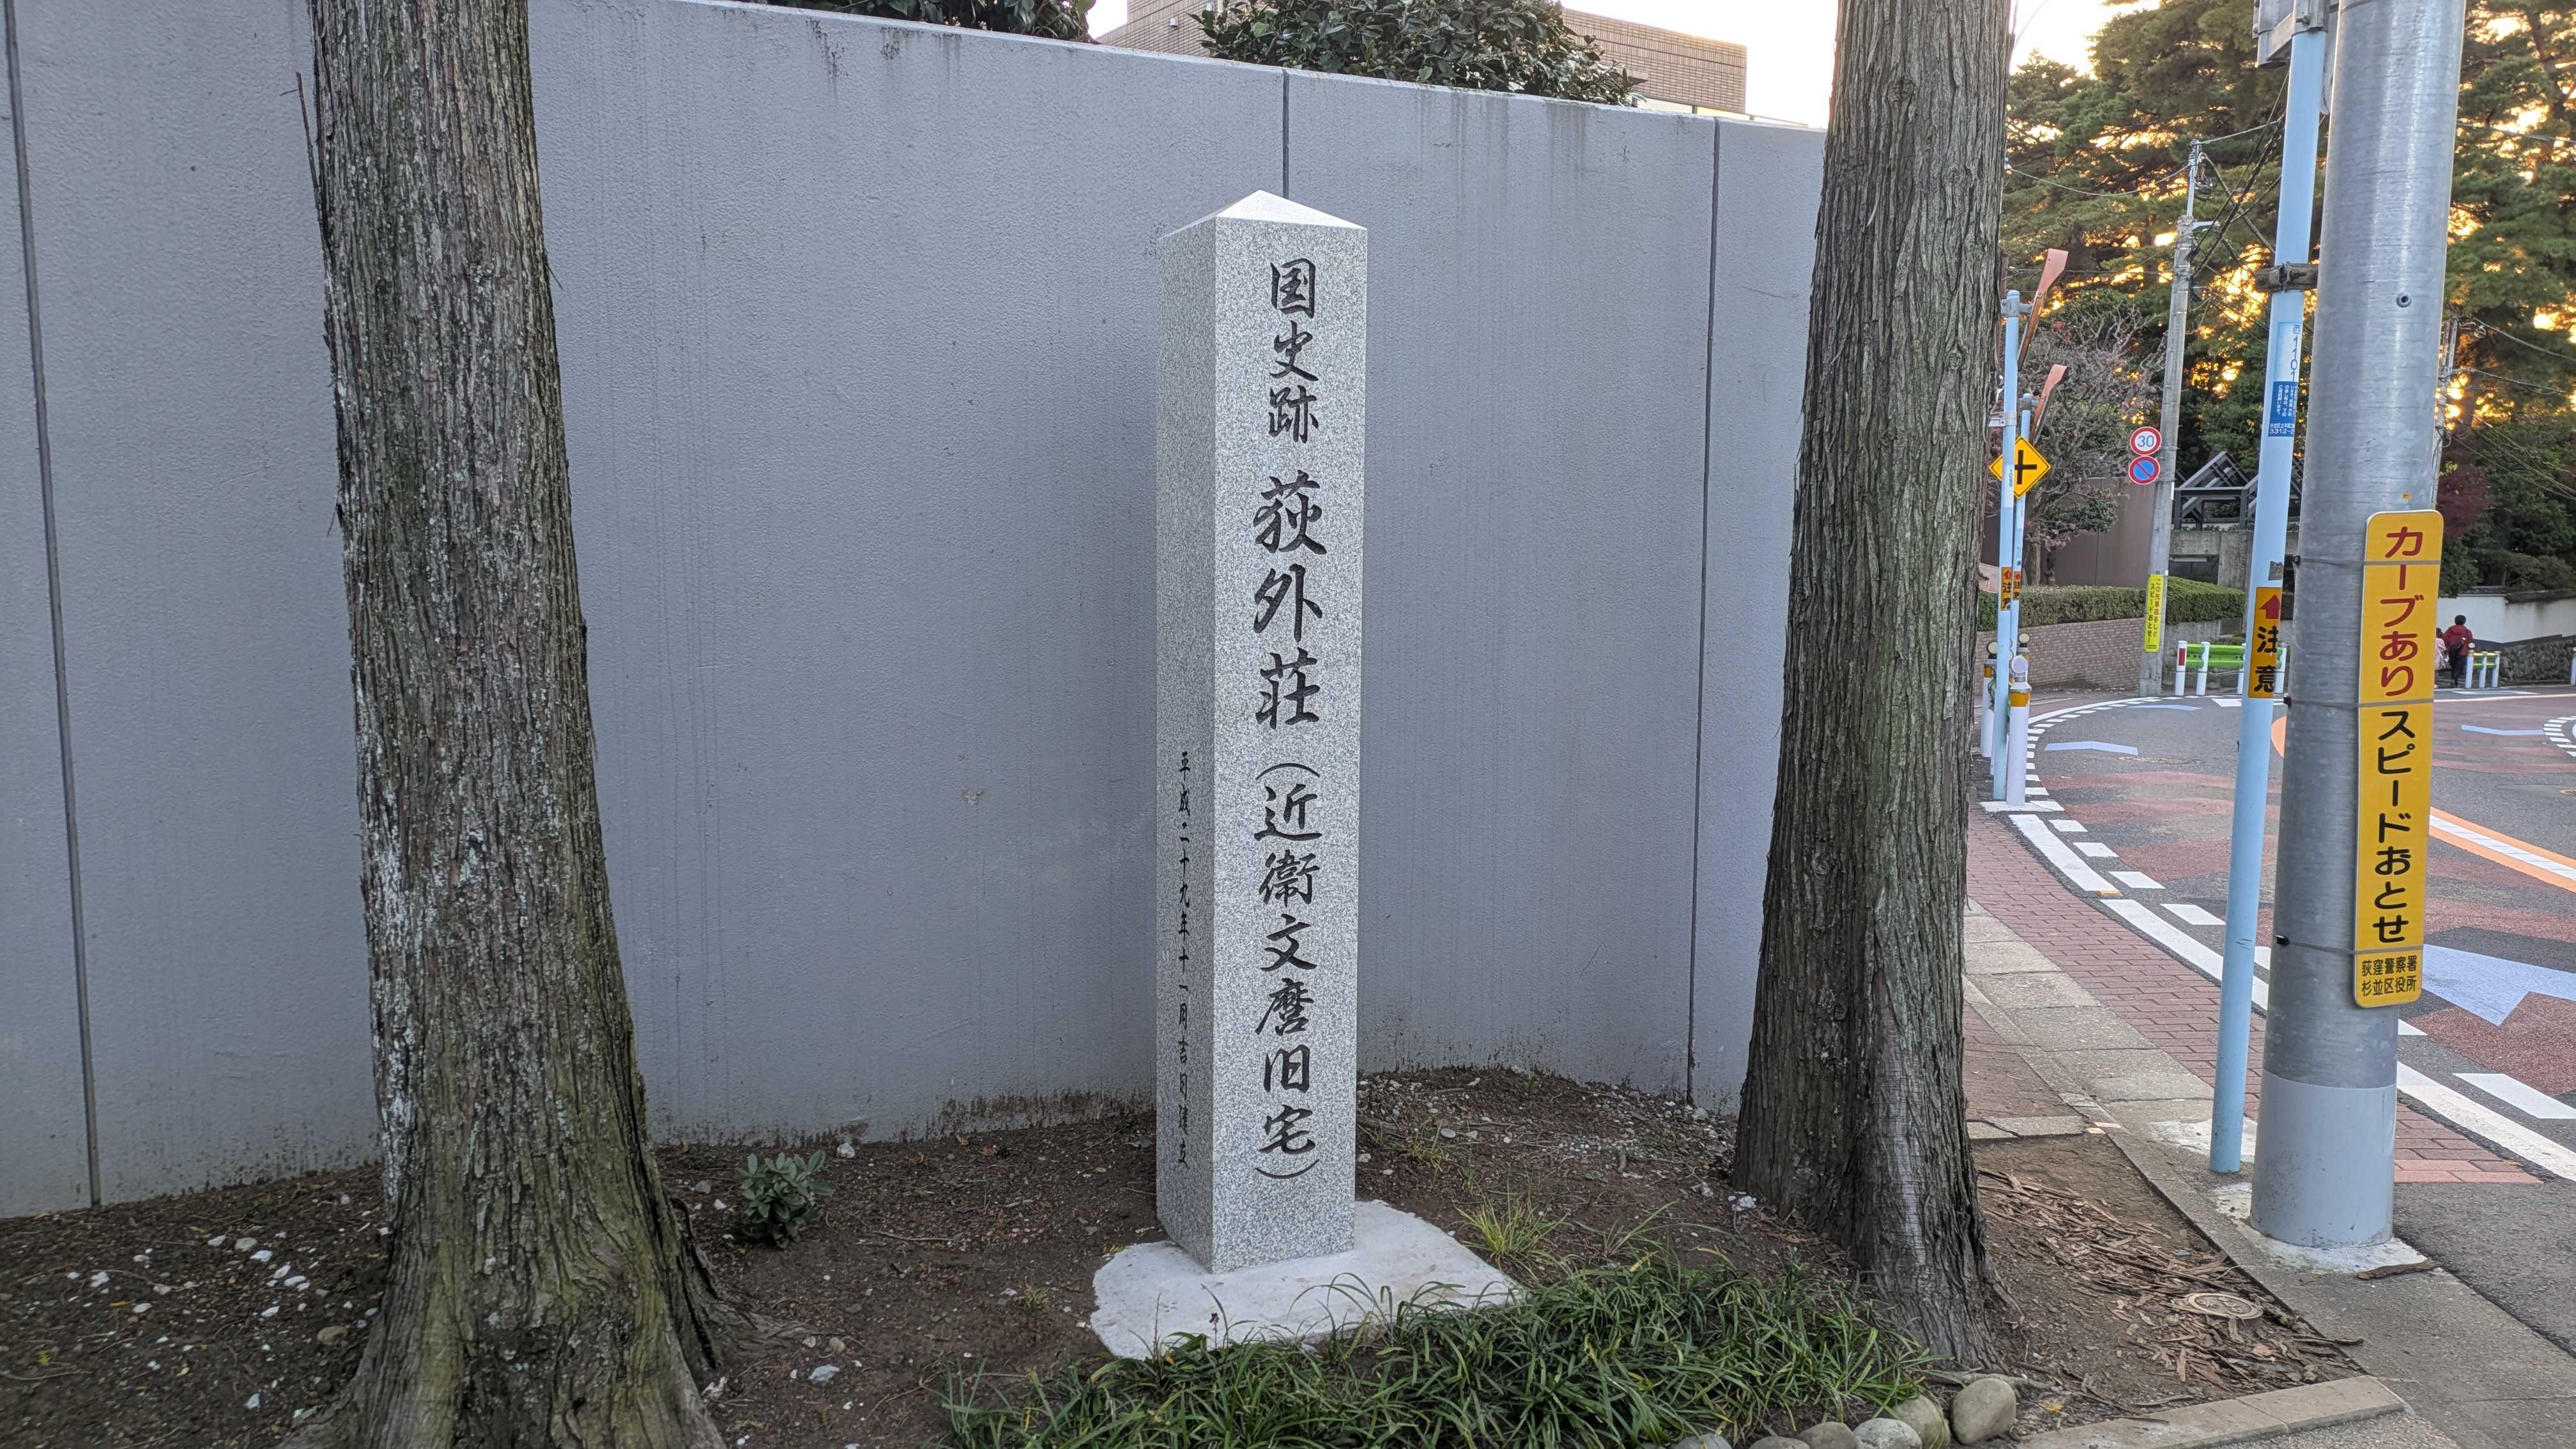 国史跡 荻外荘(近衞文麿旧宅)
平成二十九年十一月吉日建立
30
注意
カーブあり スピードおとせ
荻窪警察署
杉並区役所